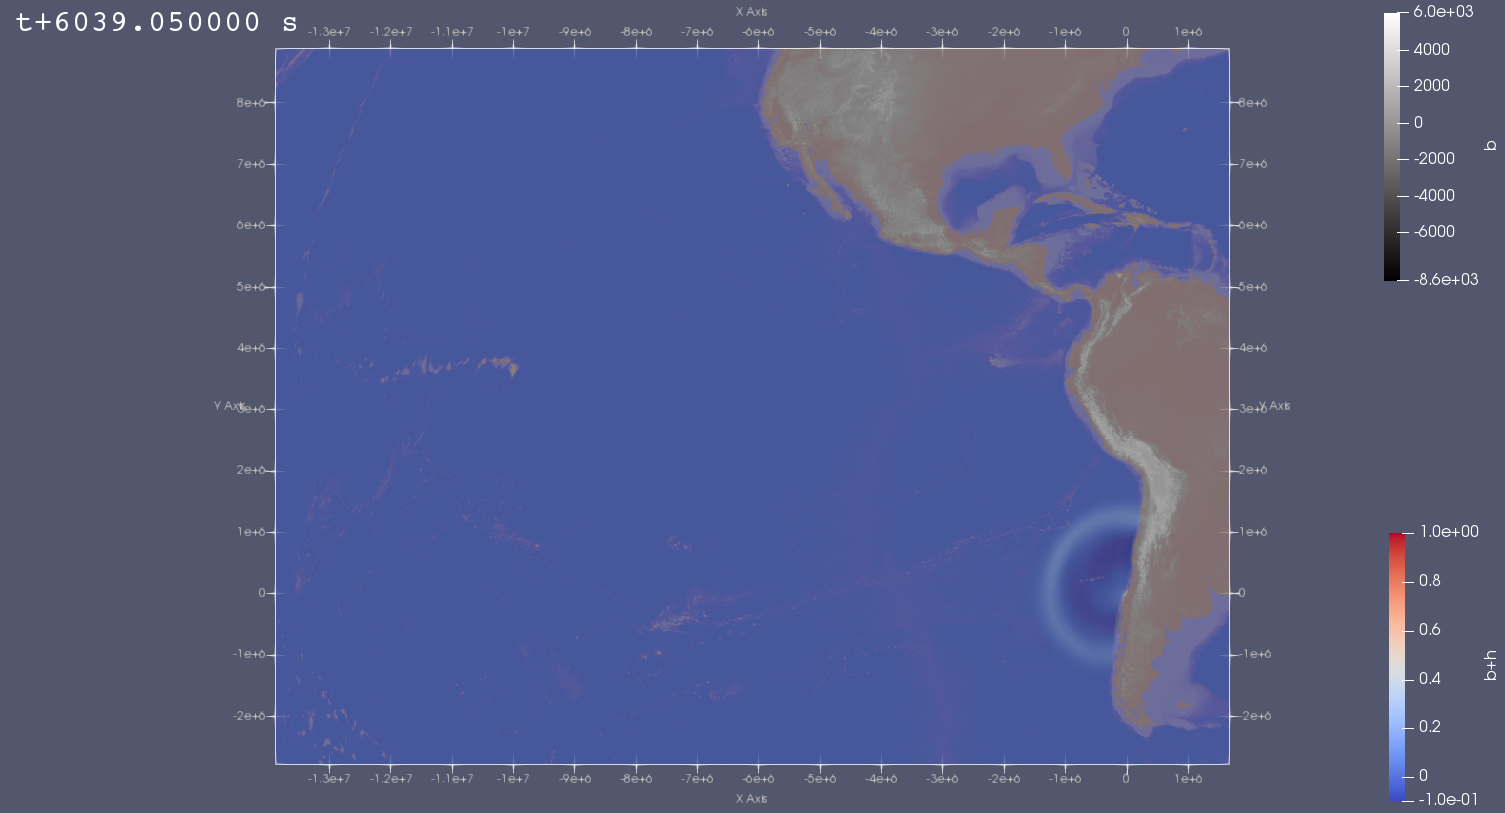 t+6039.050000 s
X Axis
-1.3e+7 -1.2e+7 -1.1e+7 -1e+7 -9e+6 -8e+6 -7e+6 -6e+6 -5e+6 -4e+6 -3e+6 -2e+6 -1e+6 0 1e+6
8e+6 8e+6
7e+6 7e+6
6e+6 6e+6
5e+6 5e+6
4e+6 4e+6
Y Axis Y Axis
3e+6 3e+6
2e+6 2e+6
1e+6 1e+6
0 0
-1e+6 -1e+6
-2e+6 -2e+6
-1.3e+7 -1.2e+7 -1.1e+7 -1e+7 -9e+6 -8e+6 -7e+6 -6e+6 -5e+6 -4e+6 -3e+6 -2e+6 -1e+6 0 1e+6
X Axis
6.0e+03
4000
2000
0
-2000
-4000
-6000
-8.6e+03
b
1.0e+00
0.8
0.6
0.4
0.2
0
-1.0e-01
b+h